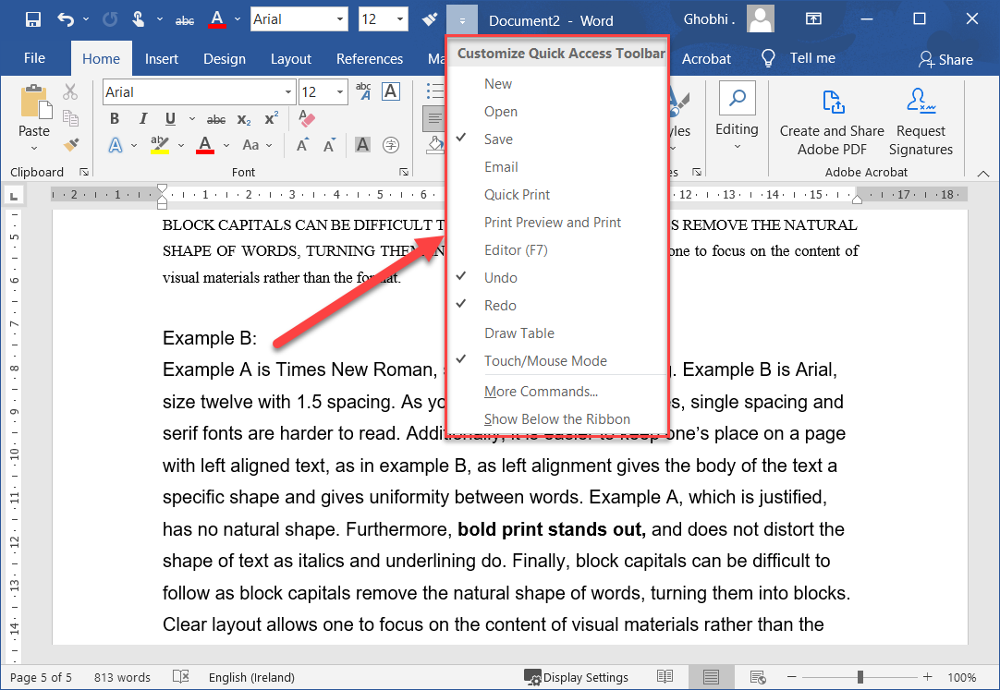 abc A Arial 12 Document2 - Word Ghobhi .
File Home Insert Design Layout References Acrobat Tell me Share
Customize Quick Access Toolbar
New
Open
Save
Email
Quick Print
Print Preview and Print
Editor (F7)
Undo
Redo
Draw Table
Touch/Mouse Mode
More Commands...
Show Below the Ribbon
Paste
Clipboard
Arial 12 abc A A
B I U abc x2 x2
A ab A Aa A A A 字
Font
Editing
Create and Share
Adobe PDF
Request
Signatures
Adobe Acrobat
L
2 1 1 2 3 4 5 6 12 13 14 15 17 18
5
6
7
8
9
10
11
12
13
14
BLOCK CAPITALS CAN BE DIFFICULT REMOVE THE NATURAL
SHAPE OF WORDS, TURNING THEM one to focus on the content of
visual materials rather than the format.
Example B:
Example A is Times New Roman, Example B is Arial,
size twelve with 1.5 spacing. As single spacing and
serif fonts are harder to read. Additionally, it is easier to keep one's place on a page
with left aligned text, as in example B, as left alignment gives the body of the text a
specific shape and gives uniformity between words. Example A, which is justified,
has no natural shape. Furthermore, bold print stands out, and does not distort the
shape of text as italics and underlining do. Finally, block capitals can be difficult to
follow as block capitals remove the natural shape of words, turning them into blocks.
Clear layout allows one to focus on the content of visual materials rather than the
Page 5 of 5 813 words English (Ireland) Display Settings 100%